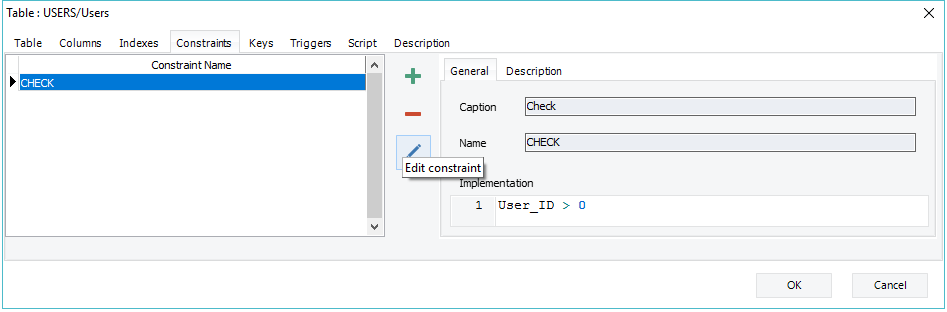 Table : USERS/Users
Table Columns Indexes Constraints Keys Triggers Script Description
Constraint Name
CHECK
Edit constraint
General Description
Caption Check
Name CHECK
Implementation
1 User_ID > 0
OK Cancel